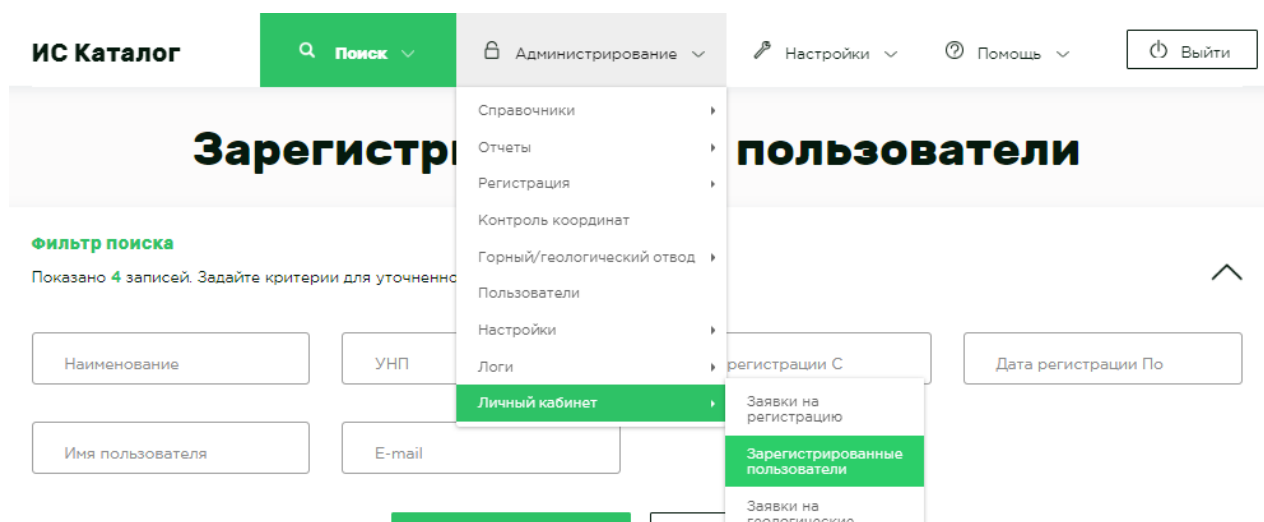 ИС Каталог
Поиск
Администрирование
Настройки
Помощь
Выйти
Справочники
Отчеты
Регистрация
Контроль координат
Горный/геологический отвод
Пользователи
Настройки
Логи
Личный кабинет
Заявки на
регистрацию
Зарегистрированные
пользователи
Заявки на
геологические
Зарегистри пользователи
Фильтр поиска
Показано 4 записей. Задайте критерии для уточненно
Наименование
УНП
регистрации С
Дата регистрации По
Имя пользователя
E-mail